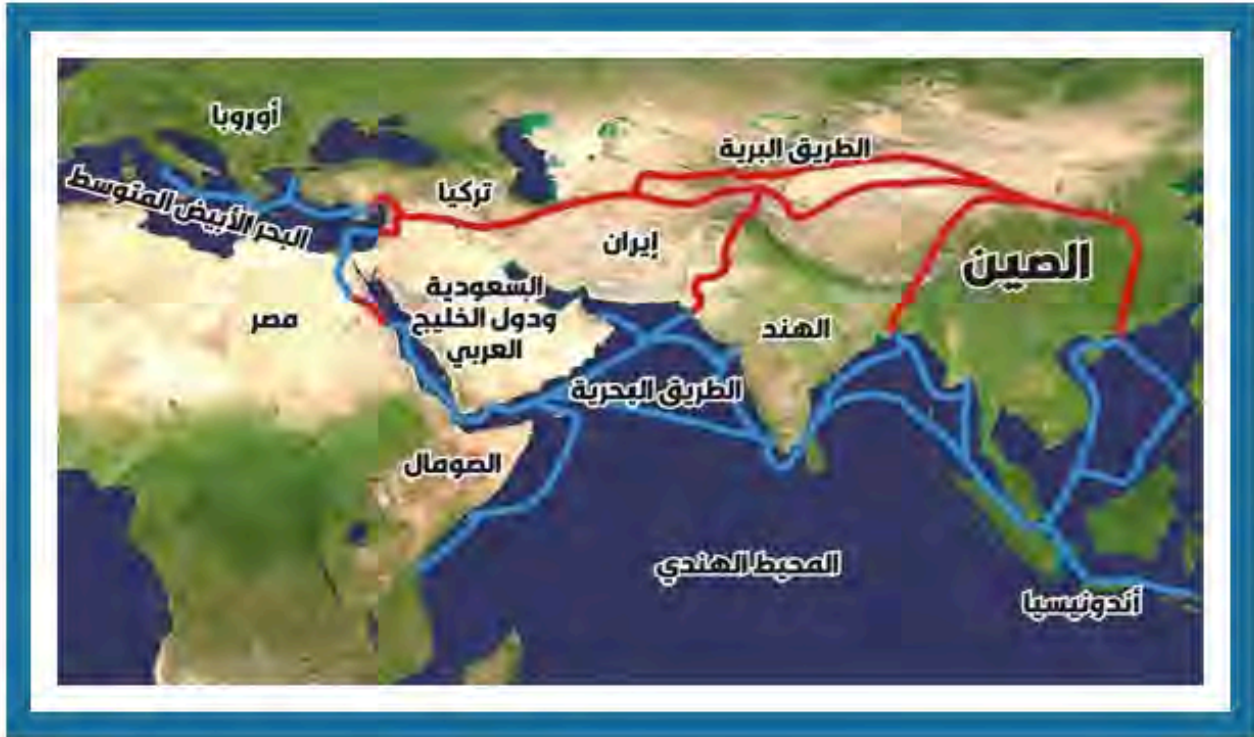 أوروبا
الطريق البرية
تركيا
البحر الأبيض المتوسط
إيران
الصين
السعودية
ودول الخليج
العربي
مصر
الهند
الطريق البحرية
الصومال
المحيط الهندي
أندونيسيا